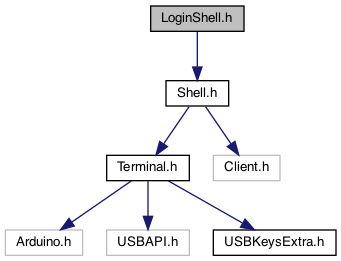 LoginShell.h
Shell.h
Terminal.h
Client.h
Arduino.h
USBAPI.h
USBKeysExtra.h